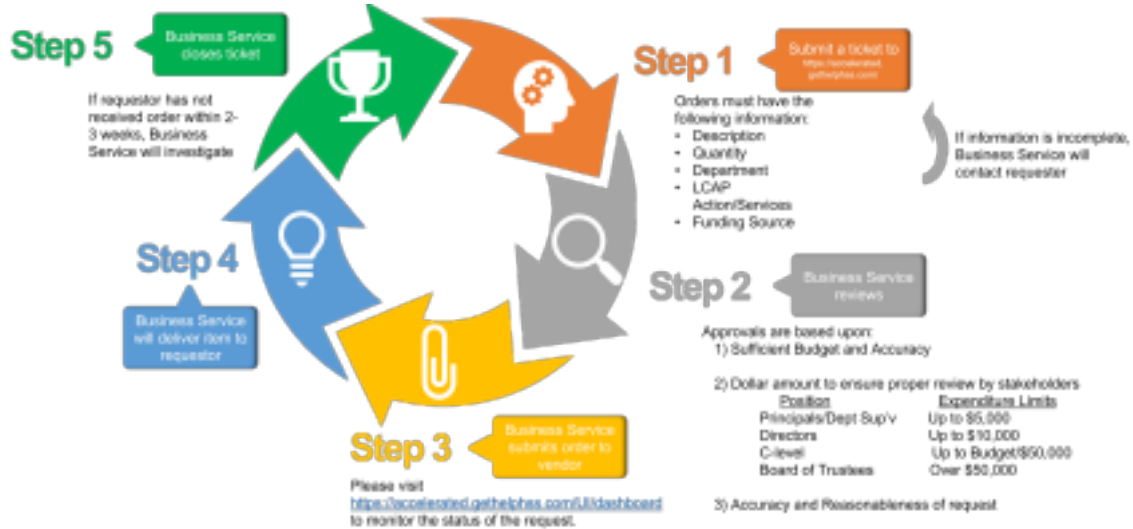 Step 1
Submit a ticket to
https://accelerated.
gethelphss.com/
Orders must have the
following information:
• Description
• Quantity
• Department
• LCAP
Action/Services
• Funding Source
If information is incomplete,
Business Service will
contact requester
Step 2
Business Service
reviews
Approvals are based upon:
1) Sufficient Budget and Accuracy
2) Dollar amount to ensure proper review by stakeholders
Position Expenditure Limits
Principals/Dept Sup'v Up to $5,000
Directors Up to $10,000
C-level Up to Budget/$50,000
Board of Trustees Over $50,000
3) Accuracy and Reasonableness of request
Step 3
Business Service
submits order to
vendor
Please visit
https://accelerated.gethelphss.com/UI/dashboard
to monitor the status of the request.
Step 4
Business Service
will deliver item to
requestor
Step 5
Business Service
closes ticket
If requestor has not
received order within 2-
3 weeks, Business
Service will investigate